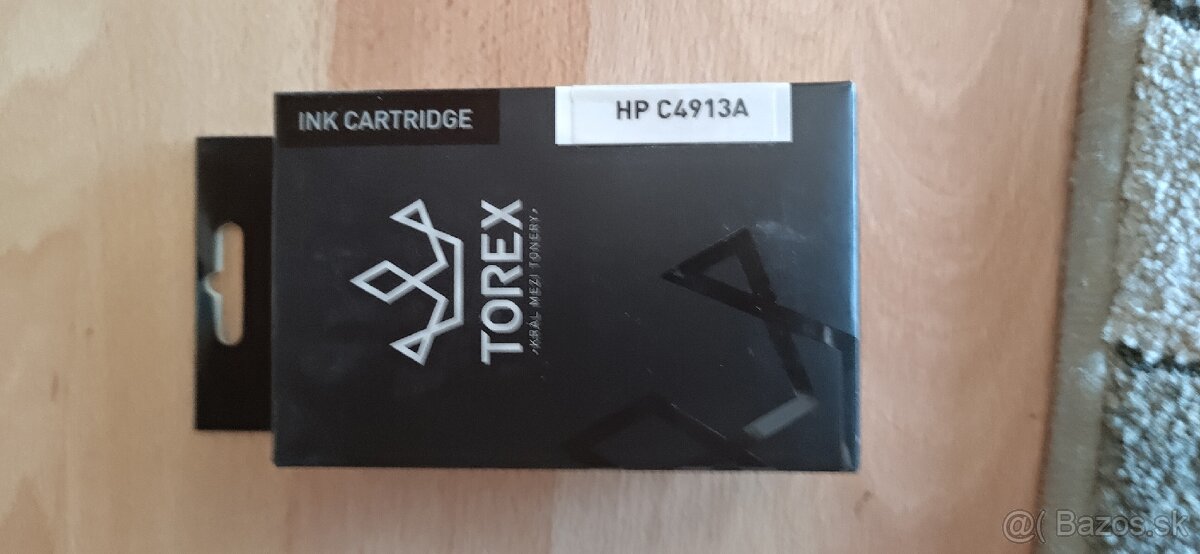 INK CARTRIDGE
HP C4913A
TOREX
›KRÁL MEZI TONERY‹
@( Bazos.sk